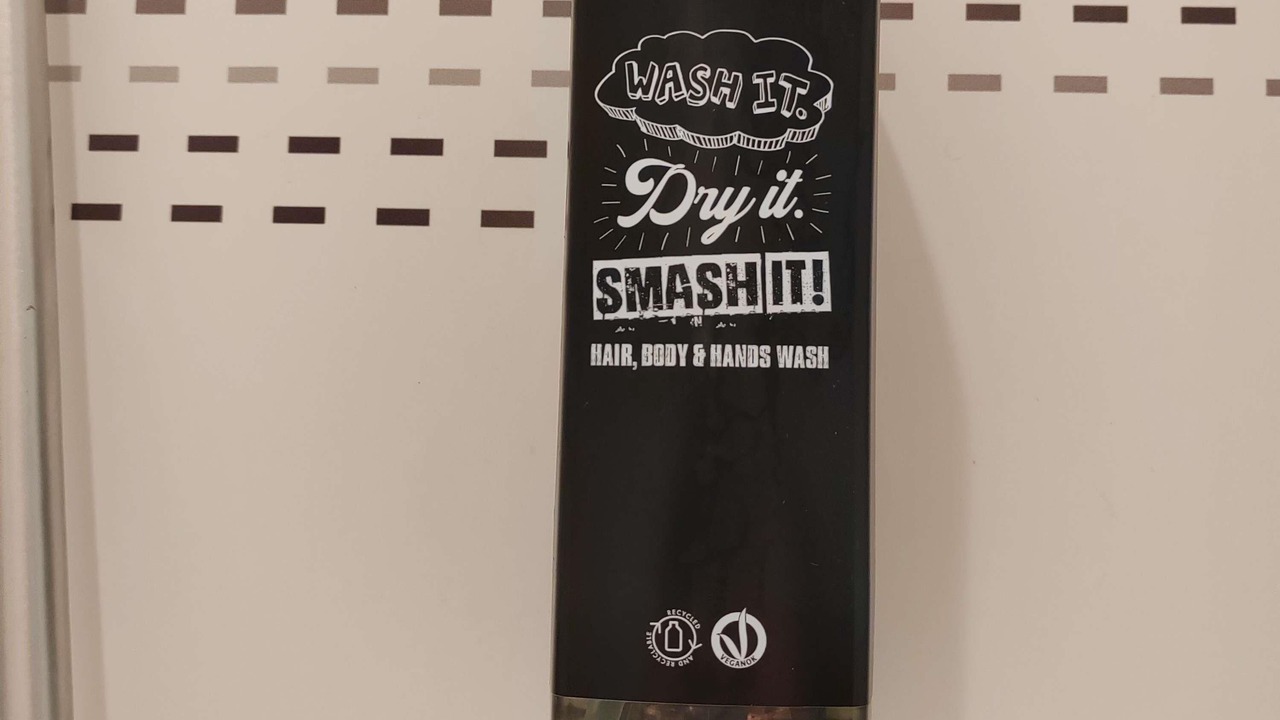 WASH IT.
Dry it.
SMASH IT!
HAIR, BODY & HANDS WASH
RECYCLED
AND RECYCLABLE
VEGANOK